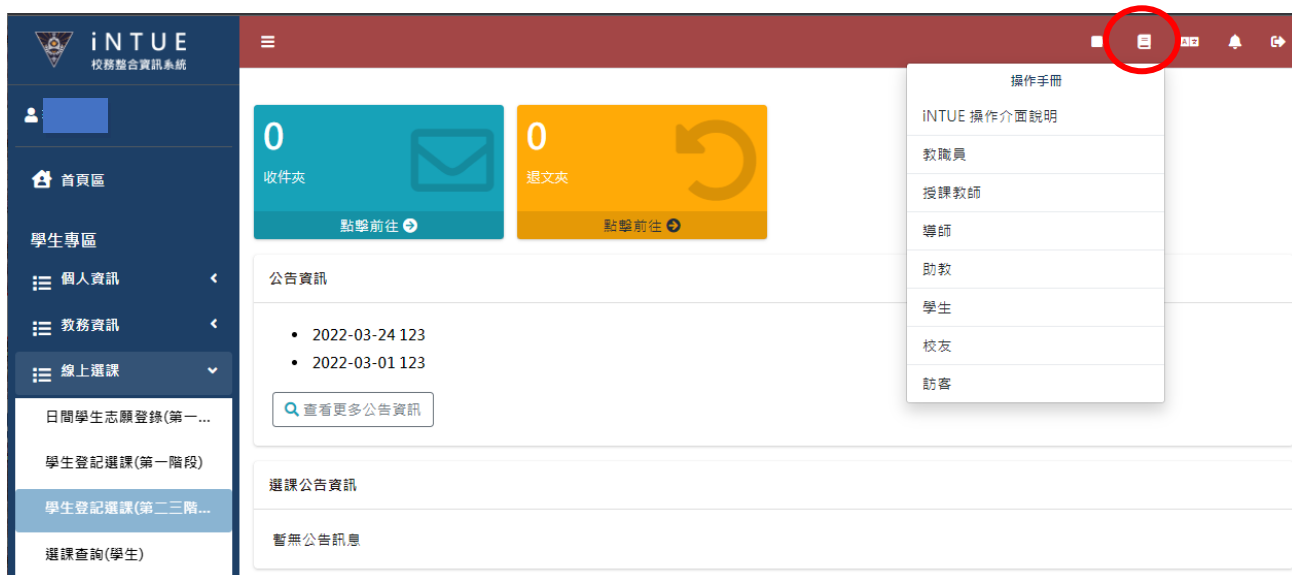 iNTUE
校務整合資訊系統
首頁區
學生專區
個人資訊
教務資訊
線上選課
日間學生志願登錄(第一...
學生登記選課(第一階段)
學生登記選課(第二三階...
選課查詢(學生)
0
收件夾
點擊前往
0
退文夾
點擊前往
公告資訊
2022-03-24 123
2022-03-01 123
查看更多公告資訊
選課公告資訊
暫無公告訊息
操作手冊
iNTUE 操作介面說明
教職員
授課教師
導師
助教
學生
校友
訪客